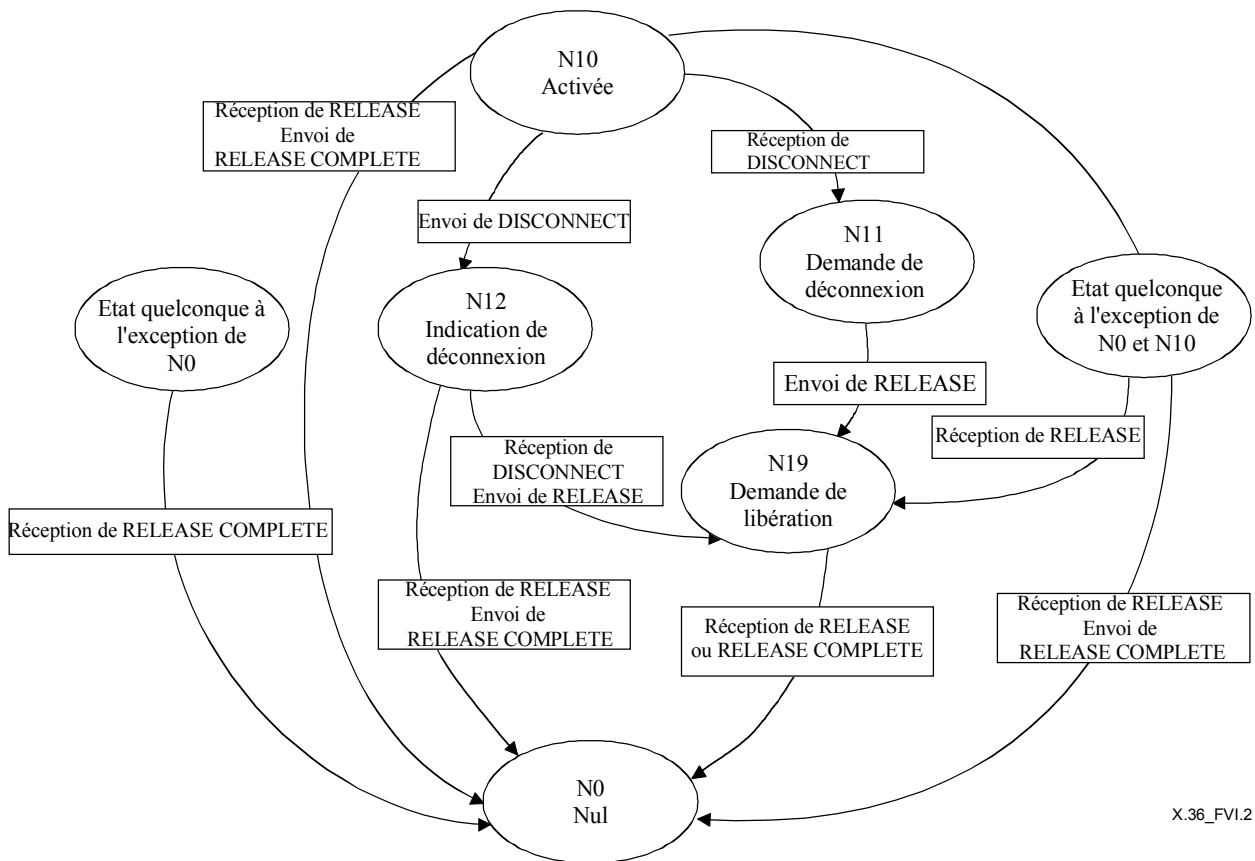 N10
Activée
Réception de RELEASE
Envoi de
RELEASE COMPLETE
Réception de
DISCONNECT
Envoi de DISCONNECT
N11
Demande de
déconnexion
Etat quelconque à
l'exception de
N0
N12
Indication de
déconnexion
Etat quelconque
à l'exception de
N0 et N10
Envoi de RELEASE
Réception de RELEASE
Réception de
DISCONNECT
Envoi de RELEASE
N19
Demande de
libération
Réception de RELEASE COMPLETE
Réception de RELEASE
Envoi de
RELEASE COMPLETE
Réception de RELEASE
ou RELEASE COMPLETE
Réception de RELEASE
Envoi de
RELEASE COMPLETE
N0
Nul
X.36_FVI.2